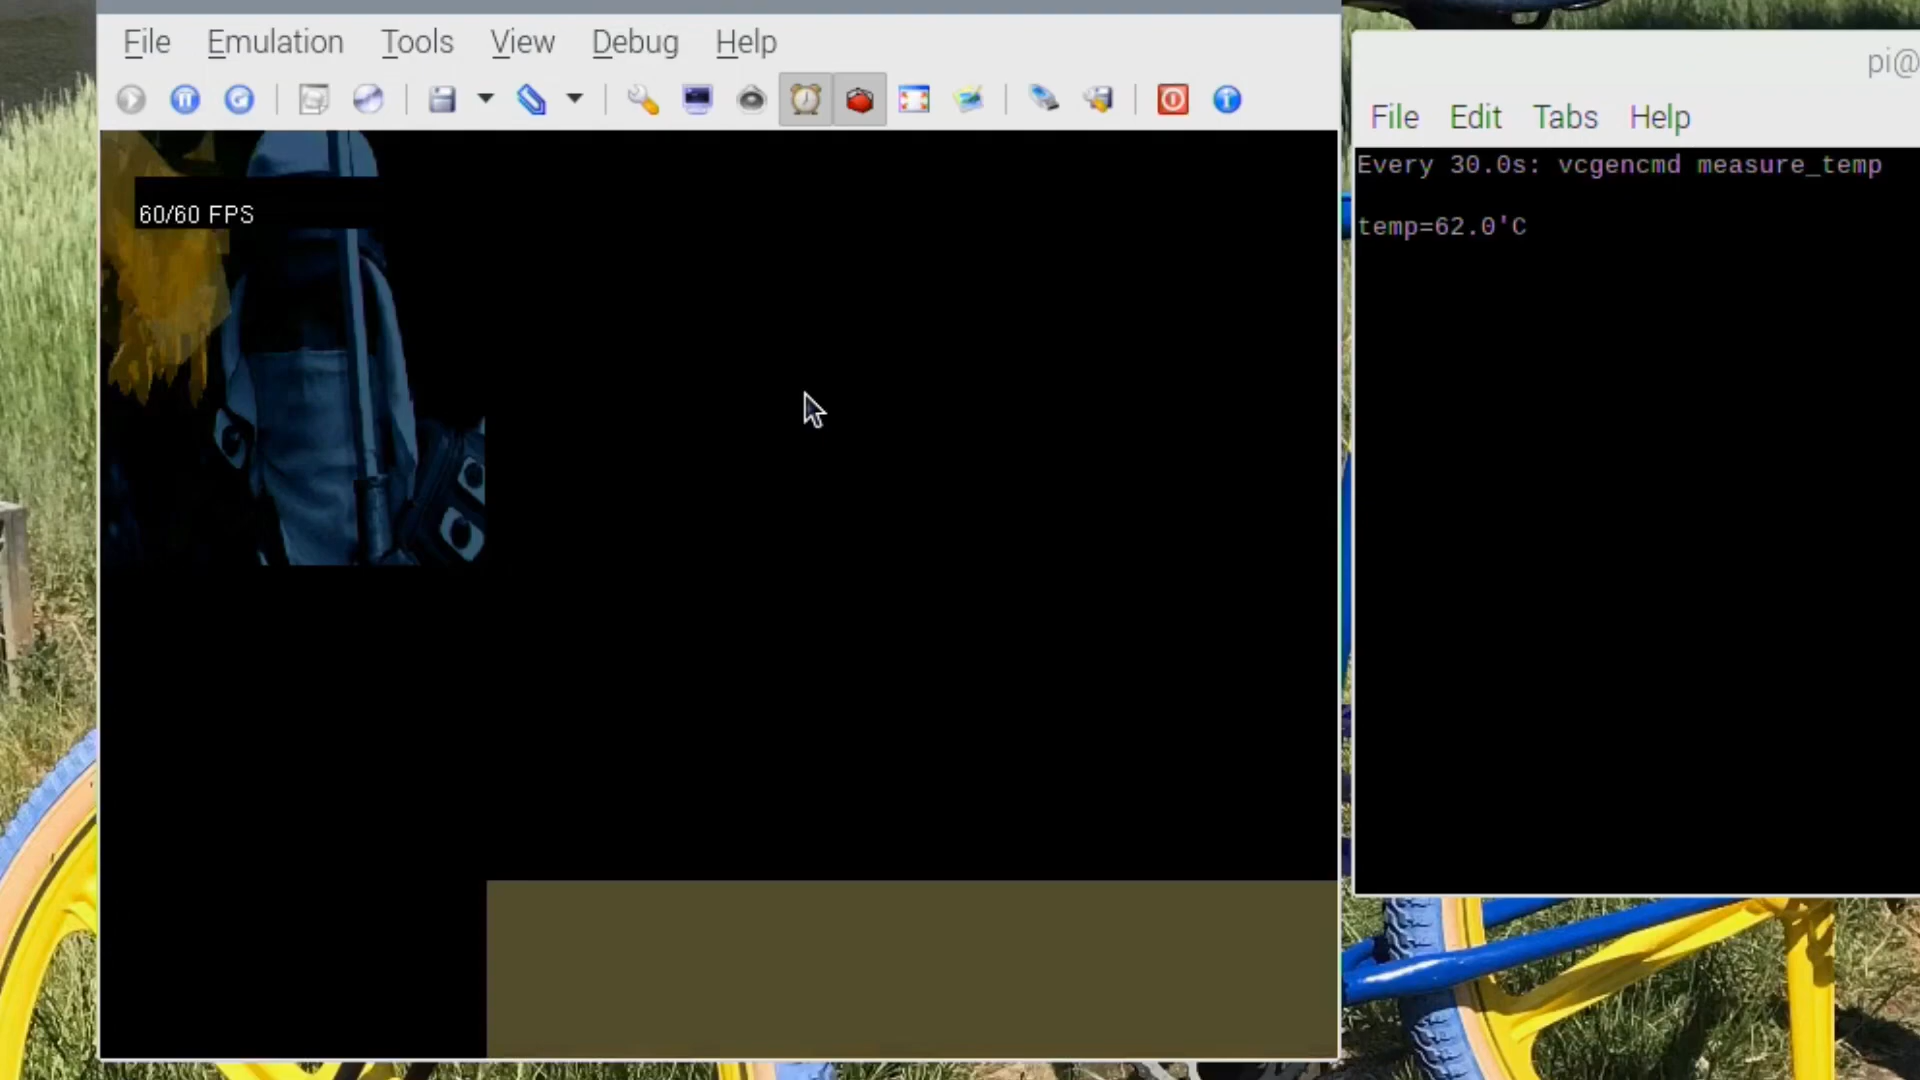 File Emulation Tools View Debug Help
60/60 FPS
pi@
File Edit Tabs Help
Every 30.0s: vcgencmd measure_temp
temp=62.0'C